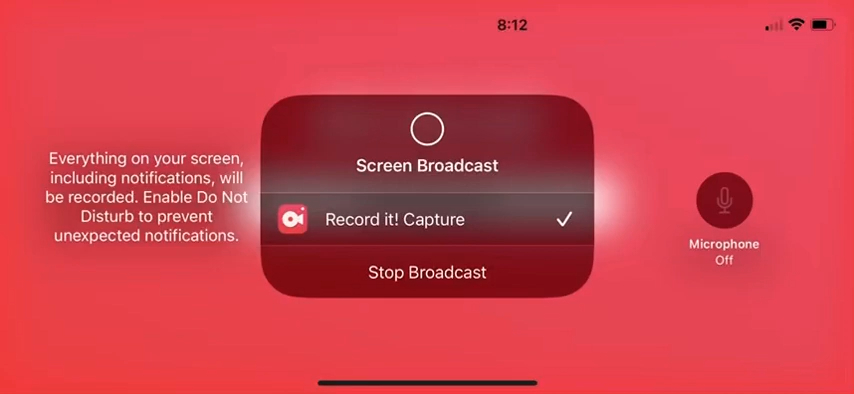 8:12
Everything on your screen,
including notifications, will
be recorded. Enable Do Not
Disturb to prevent
unexpected notifications.
Screen Broadcast
Record it! Capture
Stop Broadcast
Microphone
Off